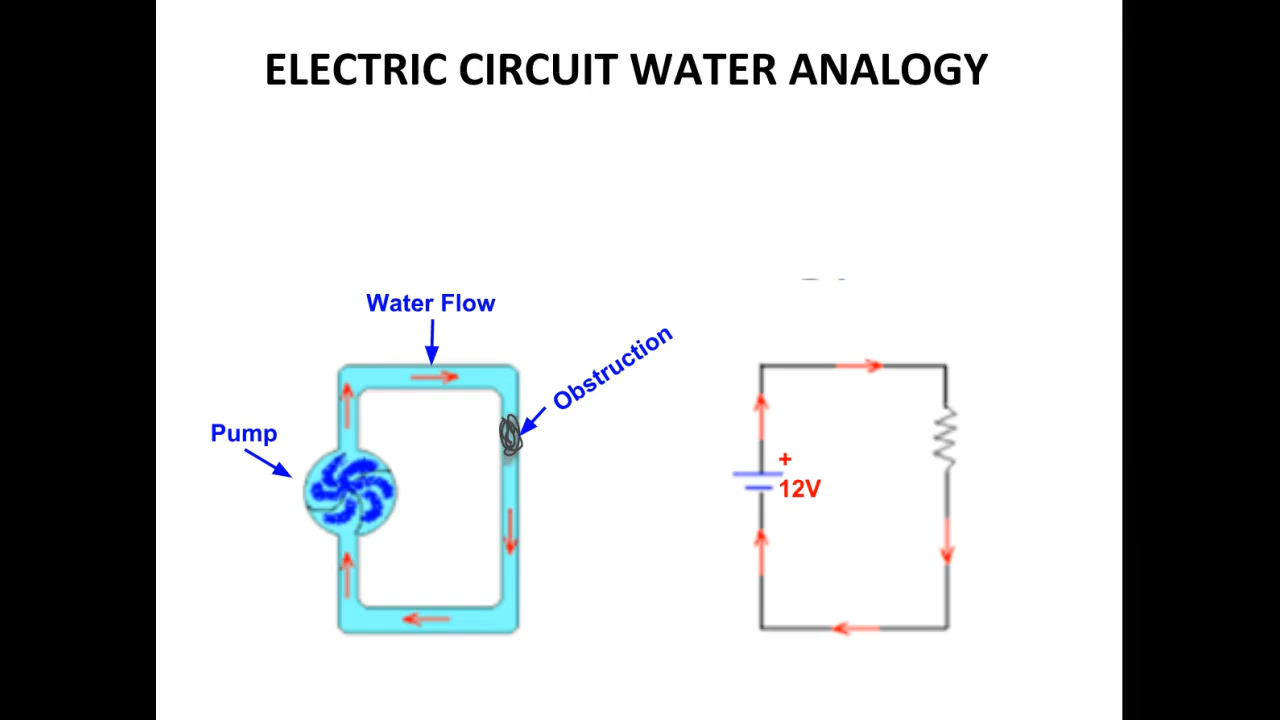 ELECTRIC CIRCUIT WATER ANALOGY
Water Flow
Obstruction
Pump
+
12V